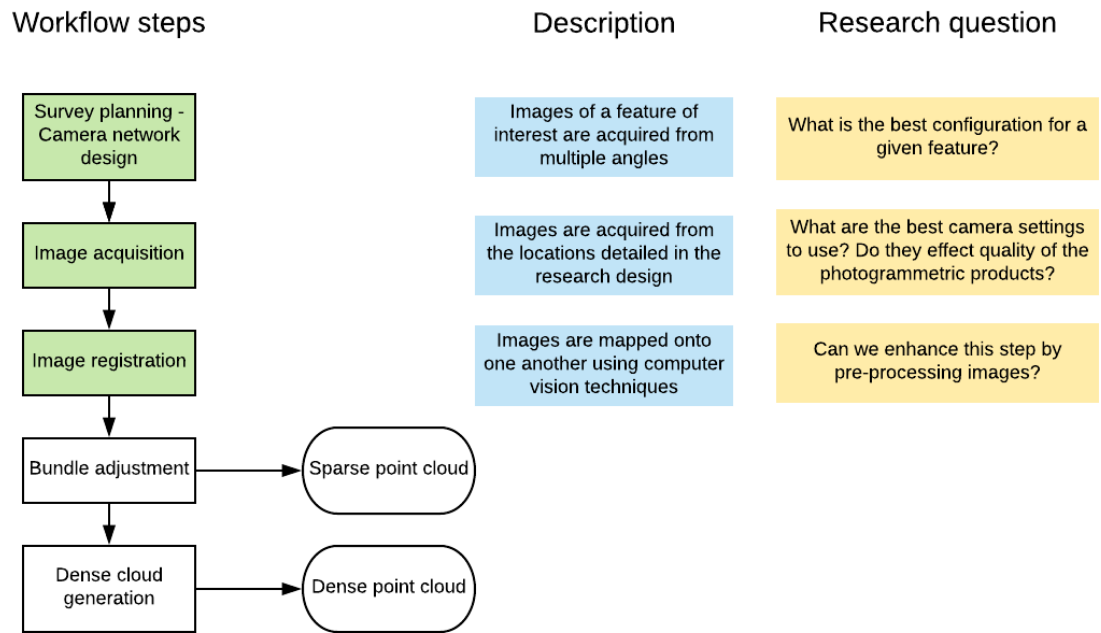 Workflow steps
Description
Research question
Survey planning -
Camera network
design
Images of a feature of
interest are acquired from
multiple angles
What is the best configuration for a
given feature?
Image acquisition
Images are acquired from
the locations detailed in the
research design
What are the best camera settings
to use? Do they effect quality of the
photogrammetric products?
Image registration
Images are mapped onto
one another using computer
vision techniques
Can we enhance this step by
pre-processing images?
Bundle adjustment
Sparse point cloud
Dense cloud
generation
Dense point cloud